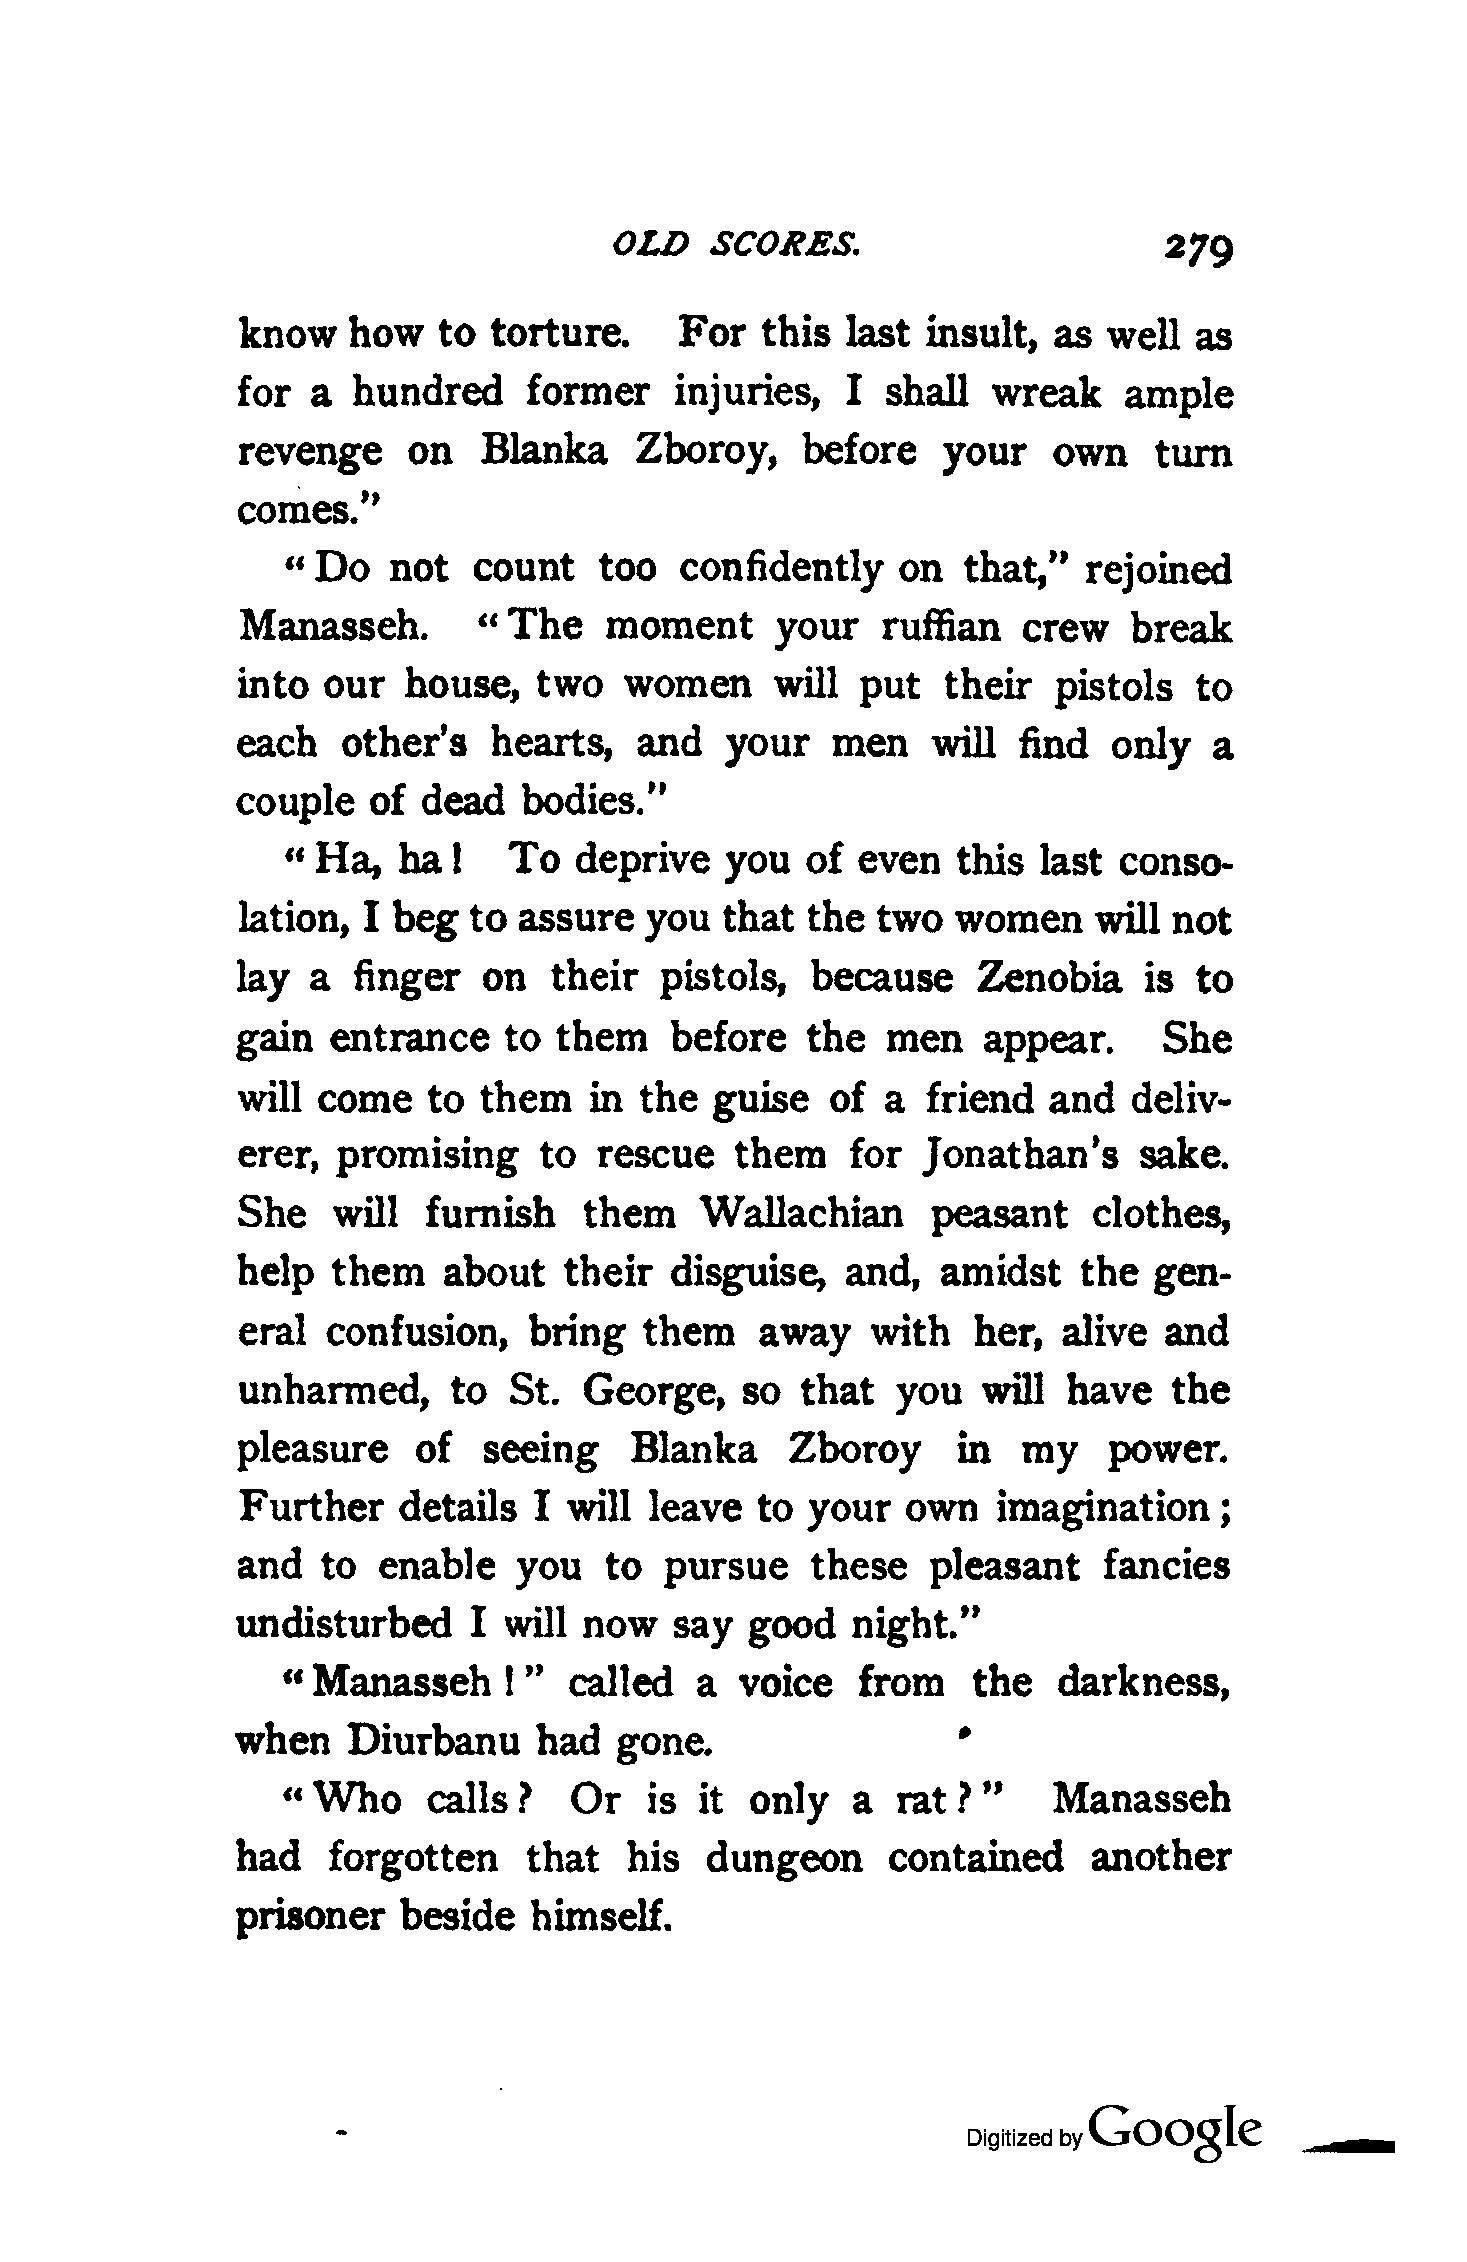 OLD SCORES. 279
know how to torture. For this last insult, as well as
for a hundred former injuries, I shall wreak ample
revenge on Blanka Zboroy, before your own turn
comes."
"Do not count too confidently on that," rejoined
Manasseh. "The moment your ruffian crew break
into our house, two women will put their pistols to
each other's hearts, and your men will find only a
couple of dead bodies."
"Ha, ha! To deprive you of even this last conso-
lation, I beg to assure you that the two women will not
lay a finger on their pistols, because Zenobia is to
gain entrance to them before the men appear. She
will come to them in the guise of a friend and deliv-
erer, promising to rescue them for Jonathan's sake.
She will furnish them Wallachian peasant clothes,
help them about their disguise, and, amidst the gen-
eral confusion, bring them away with her, alive and
unharmed, to St. George, so that you will have the
pleasure of seeing Blanka Zboroy in my power.
Further details I will leave to your own imagination;
and to enable you to pursue these pleasant fancies
undisturbed I will now say good night."
"Manasseh!" called a voice from the darkness,
when Diurbanu had gone.
"Who calls? Or is it only a rat?" Manasseh
had forgotten that his dungeon contained another
prisoner beside himself.
Digitized by Google